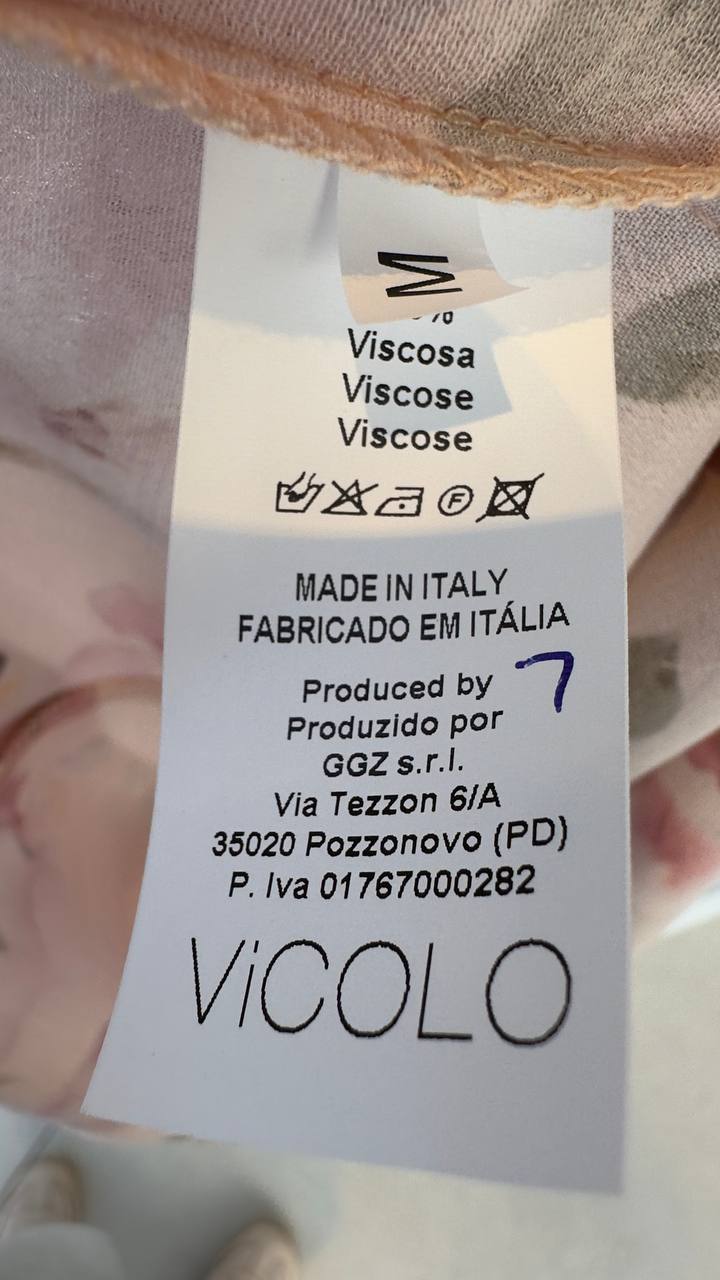 M
%
Viscosa
Viscose
Viscose
F
MADE IN ITALY
FABRICADO EM ITÁLIA
7
Produced by
Produzido por
GGZ s.r.l.
Via Tezzon 6/A
35020 Pozzonovo (PD)
P. Iva 01767000282
ViCOLO